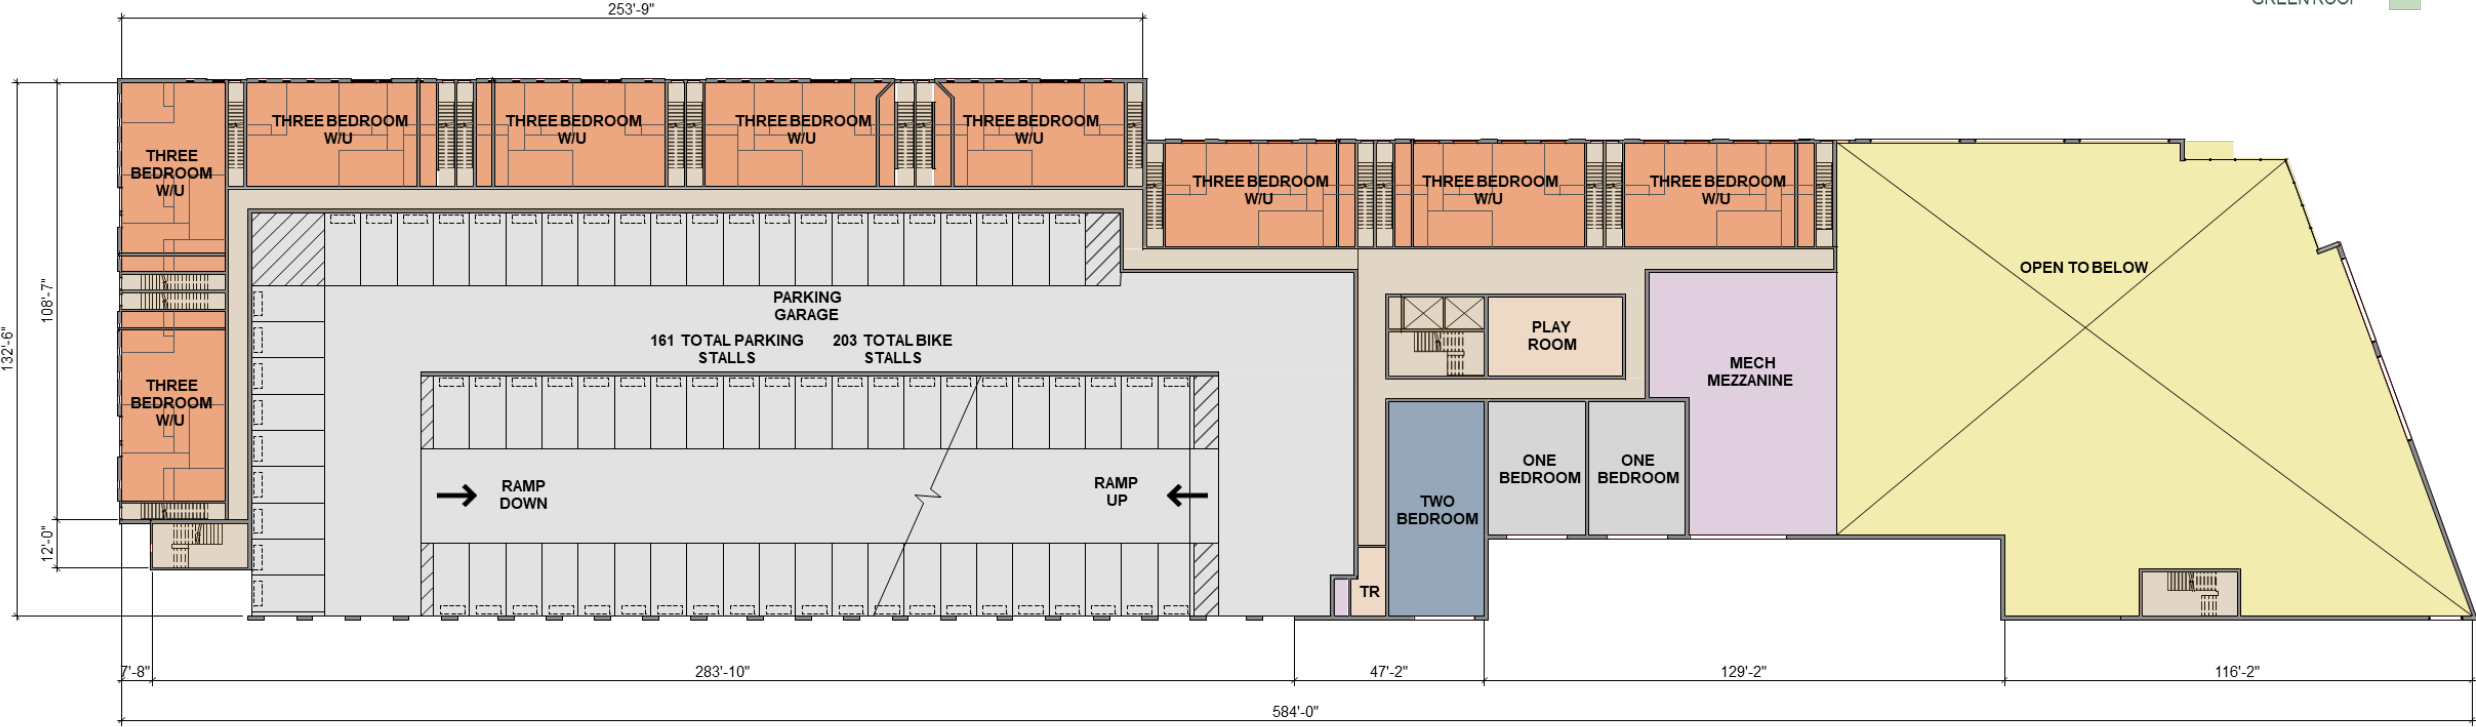 253'-9"
GREEN ROOF
THREE BEDROOM
W/U
THREE BEDROOM
W/U
THREE BEDROOM
W/U
THREE BEDROOM
W/U
THREE
BEDROOM
W/U
THREE BEDROOM
W/U
THREE BEDROOM
W/U
THREE BEDROOM
W/U
OPEN TO BELOW
108'-7"
132'-6"
PARKING
GARAGE
161 TOTAL PARKING
STALLS
203 TOTAL BIKE
STALLS
PLAY
ROOM
MECH
MEZZANINE
THREE
BEDROOM
W/U
RAMP
DOWN
RAMP
UP
TWO
BEDROOM
ONE
BEDROOM
ONE
BEDROOM
12'-0"
TR
7'-8"
283'-10"
47'-2"
129'-2"
116'-2"
584'-0"